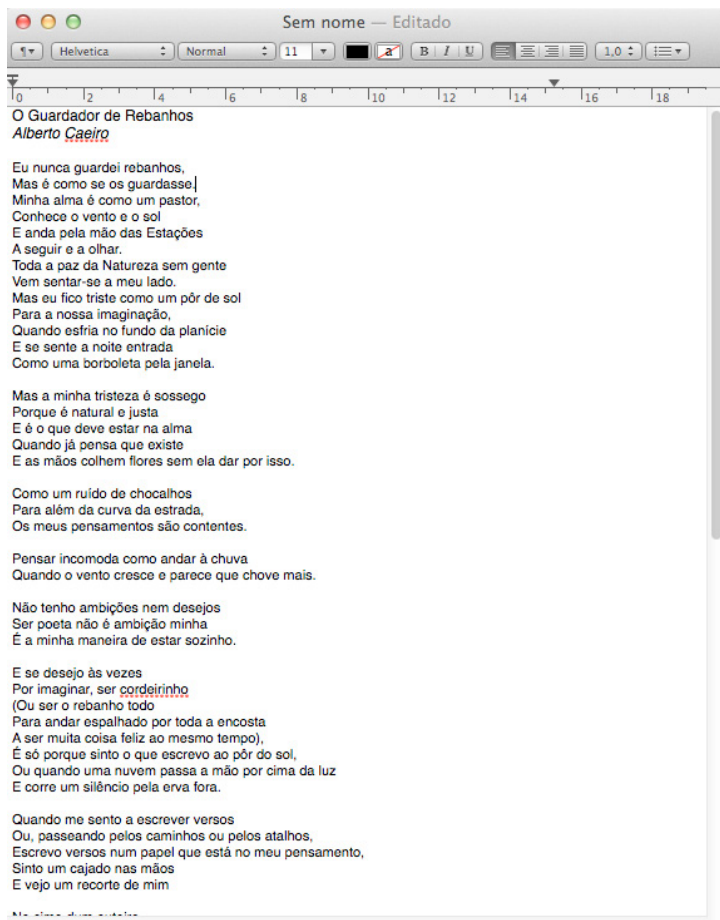 Sem nome — Editado
Helvetica Normal 11 a B I U 1,0
0 2 4 6 8 10 12 14 16 18
O Guardador de Rebanhos
Alberto Caeiro
Eu nunca guardei rebanhos,
Mas é como se os guardasse.
Minha alma é como um pastor,
Conhece o vento e o sol
E anda pela mão das Estações
A seguir e a olhar.
Toda a paz da Natureza sem gente
Vem sentar-se a meu lado.
Mas eu fico triste como um pôr de sol
Para a nossa imaginação,
Quando esfria no fundo da planície
E se sente a noite entrada
Como uma borboleta pela janela.
Mas a minha tristeza é sossego
Porque é natural e justa
E é o que deve estar na alma
Quando já pensa que existe
E as mãos colhem flores sem ela dar por isso.
Como um ruído de chocalhos
Para além da curva da estrada,
Os meus pensamentos são contentes.
Pensar incomoda como andar à chuva
Quando o vento cresce e parece que chove mais.
Não tenho ambições nem desejos
Ser poeta não é ambição minha
É a minha maneira de estar sozinho.
E se desejo às vezes
Por imaginar, ser cordeirinho
(Ou ser o rebanho todo
Para andar espalhado por toda a encosta
A ser muita coisa feliz ao mesmo tempo),
É só porque sinto o que escrevo ao pôr do sol,
Ou quando uma nuvem passa a mão por cima da luz
E corre um silêncio pela erva fora.
Quando me sento a escrever versos
Ou, passeando pelos caminhos ou pelos atalhos,
Escrevo versos num papel que está no meu pensamento,
Sinto um cajado nas mãos
E vejo um recorte de mim